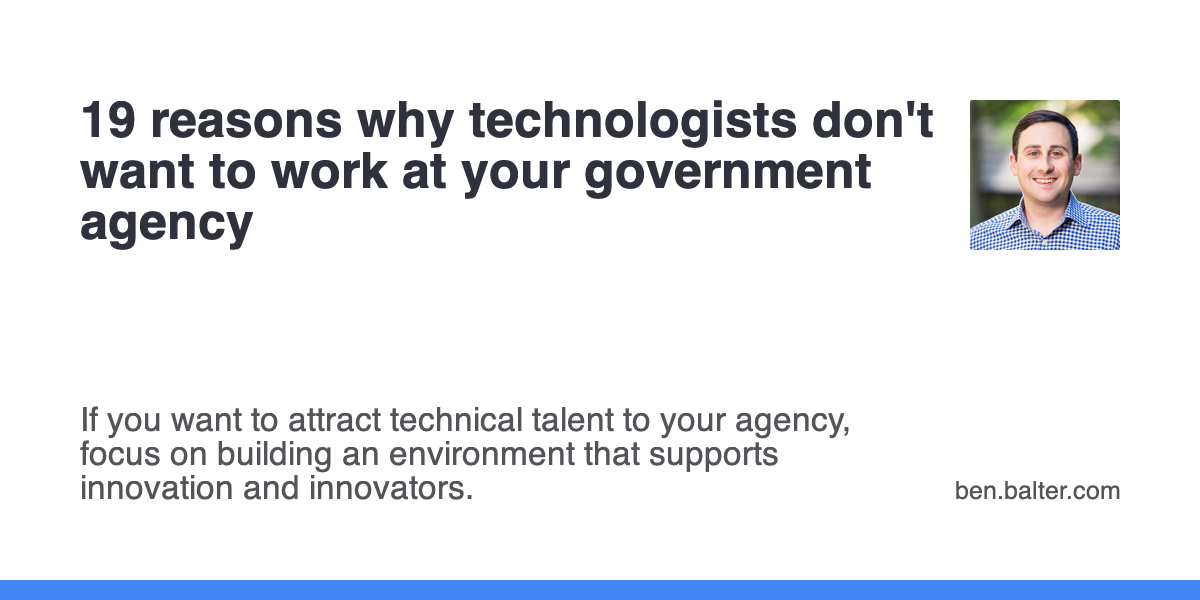 19 reasons why technologists don't
want to work at your government
agency
If you want to attract technical talent to your agency,
focus on building an environment that supports
innovation and innovators.
ben.balter.com